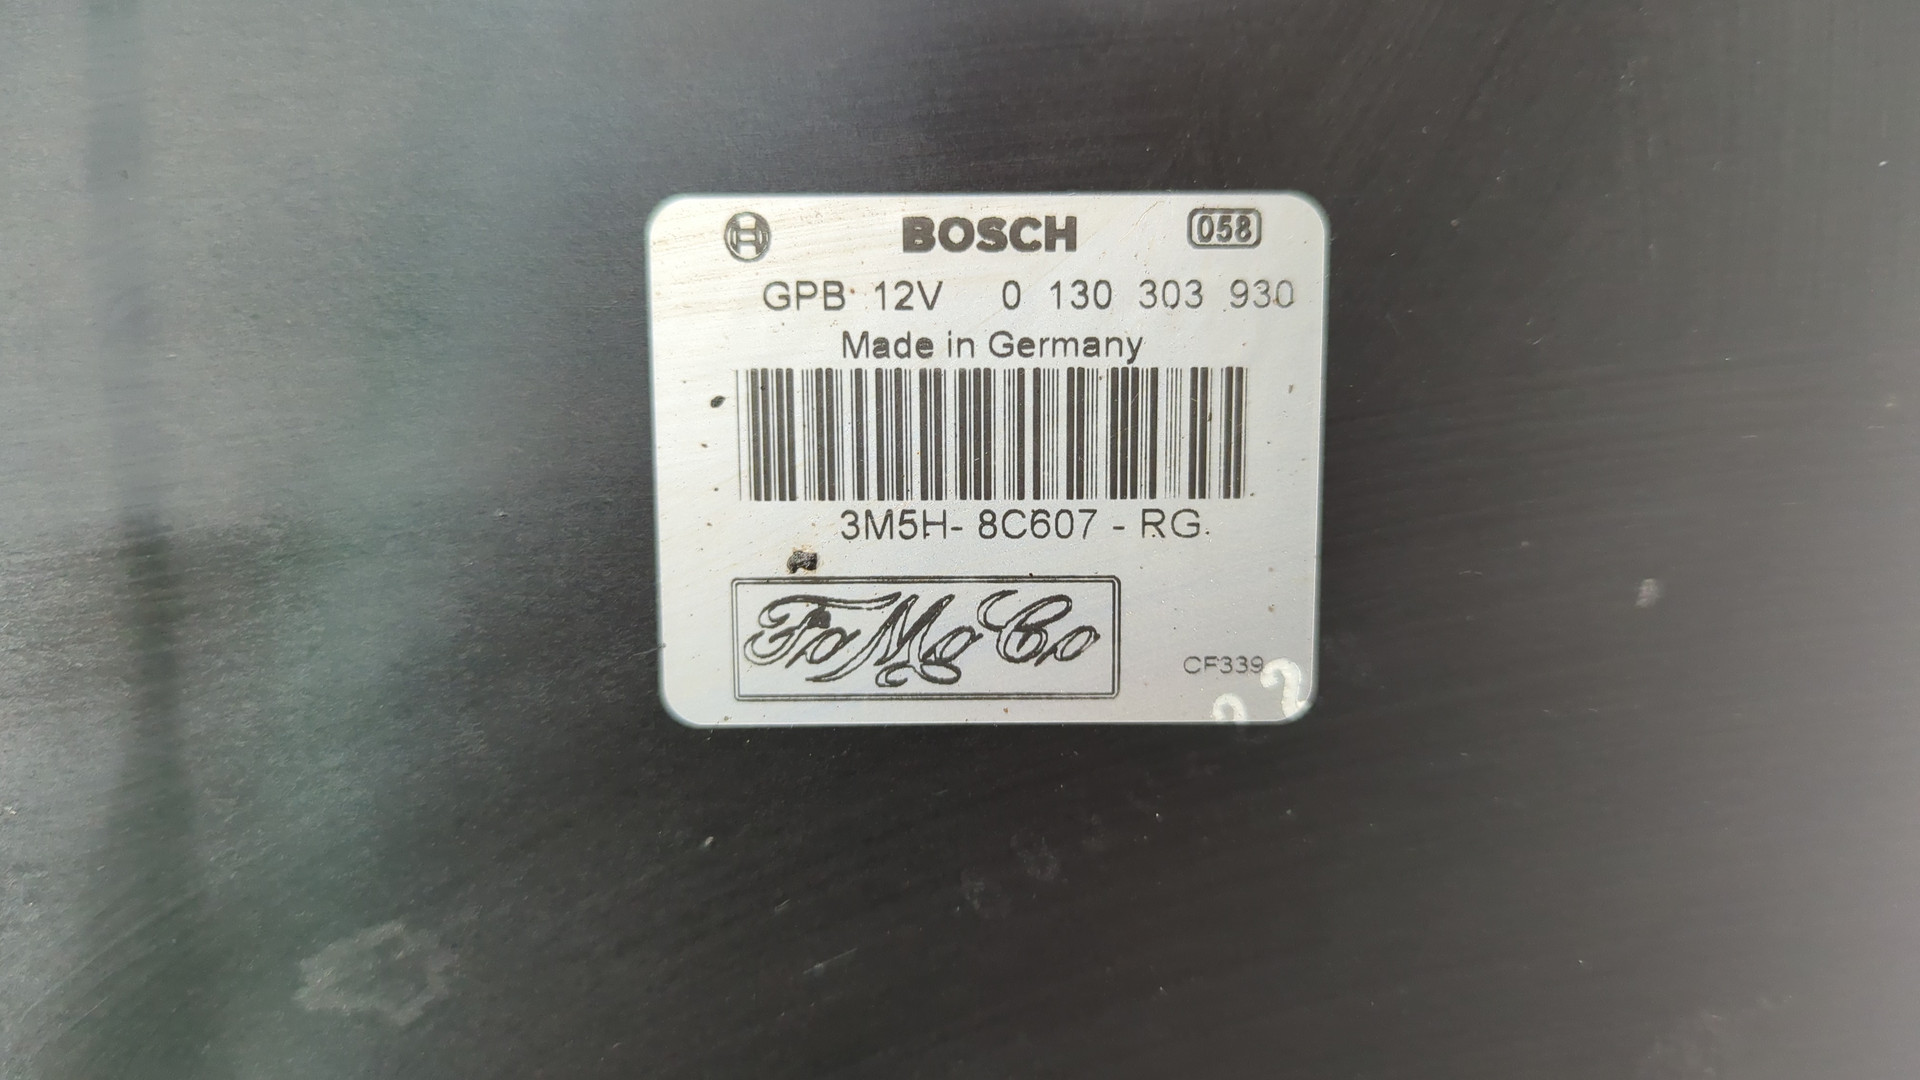 BOSCH 058
GPB 12V 0 130 303 930
Made in Germany
3M5H- 8C607 - RG
FoMoCo
CF339